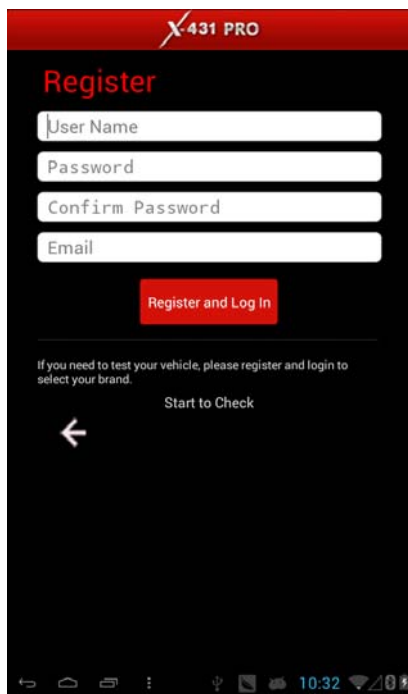 X-431 PRO
Register
User Name
Password
Confirm Password
Email
Register and Log In
If you need to test your vehicle, please register and login to
select your brand.
Start to Check
10:32